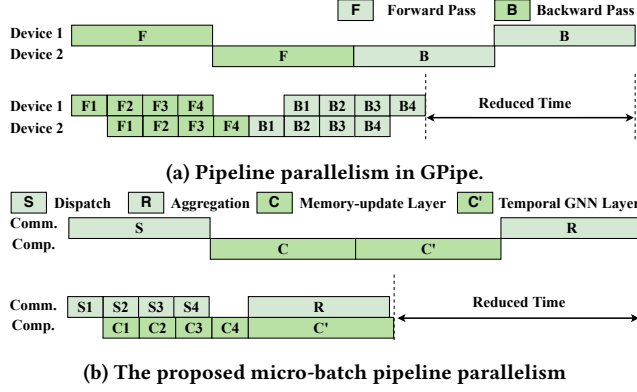 F Forward Pass B Backward Pass
Device 1 F B
Device 2 F B
Device 1 F1 F2 F3 F4 B1 B2 B3 B4 Reduced Time
Device 2 F1 F2 F3 F4 B1 B2 B3 B4
(a) Pipeline parallelism in GPipe.
S Dispatch R Aggregation C Memory-update Layer C' Temporal GNN Layer
Comm. S R
Comp. C C'
Comm. S1 S2 S3 S4 R Reduced Time
Comp. C1 C2 C3 C4 C'
(b) The proposed micro-batch pipeline parallelism